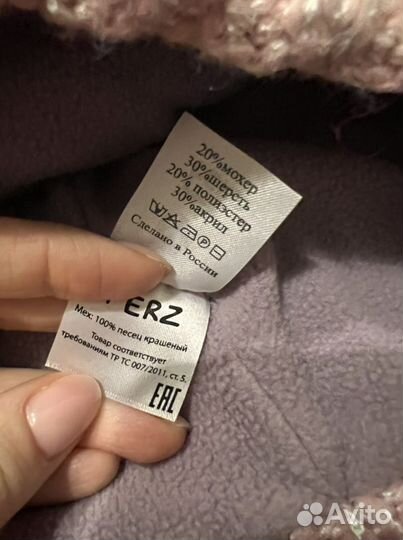 20%мохер
30%шерсть
20% полиэстер
30%акрил
Сделано в России
ERZ
Мех: 100% песец крашеный
Товар соответствует
требованиям ТР ТС 007/2011, ст. 5.
EAC
Avito